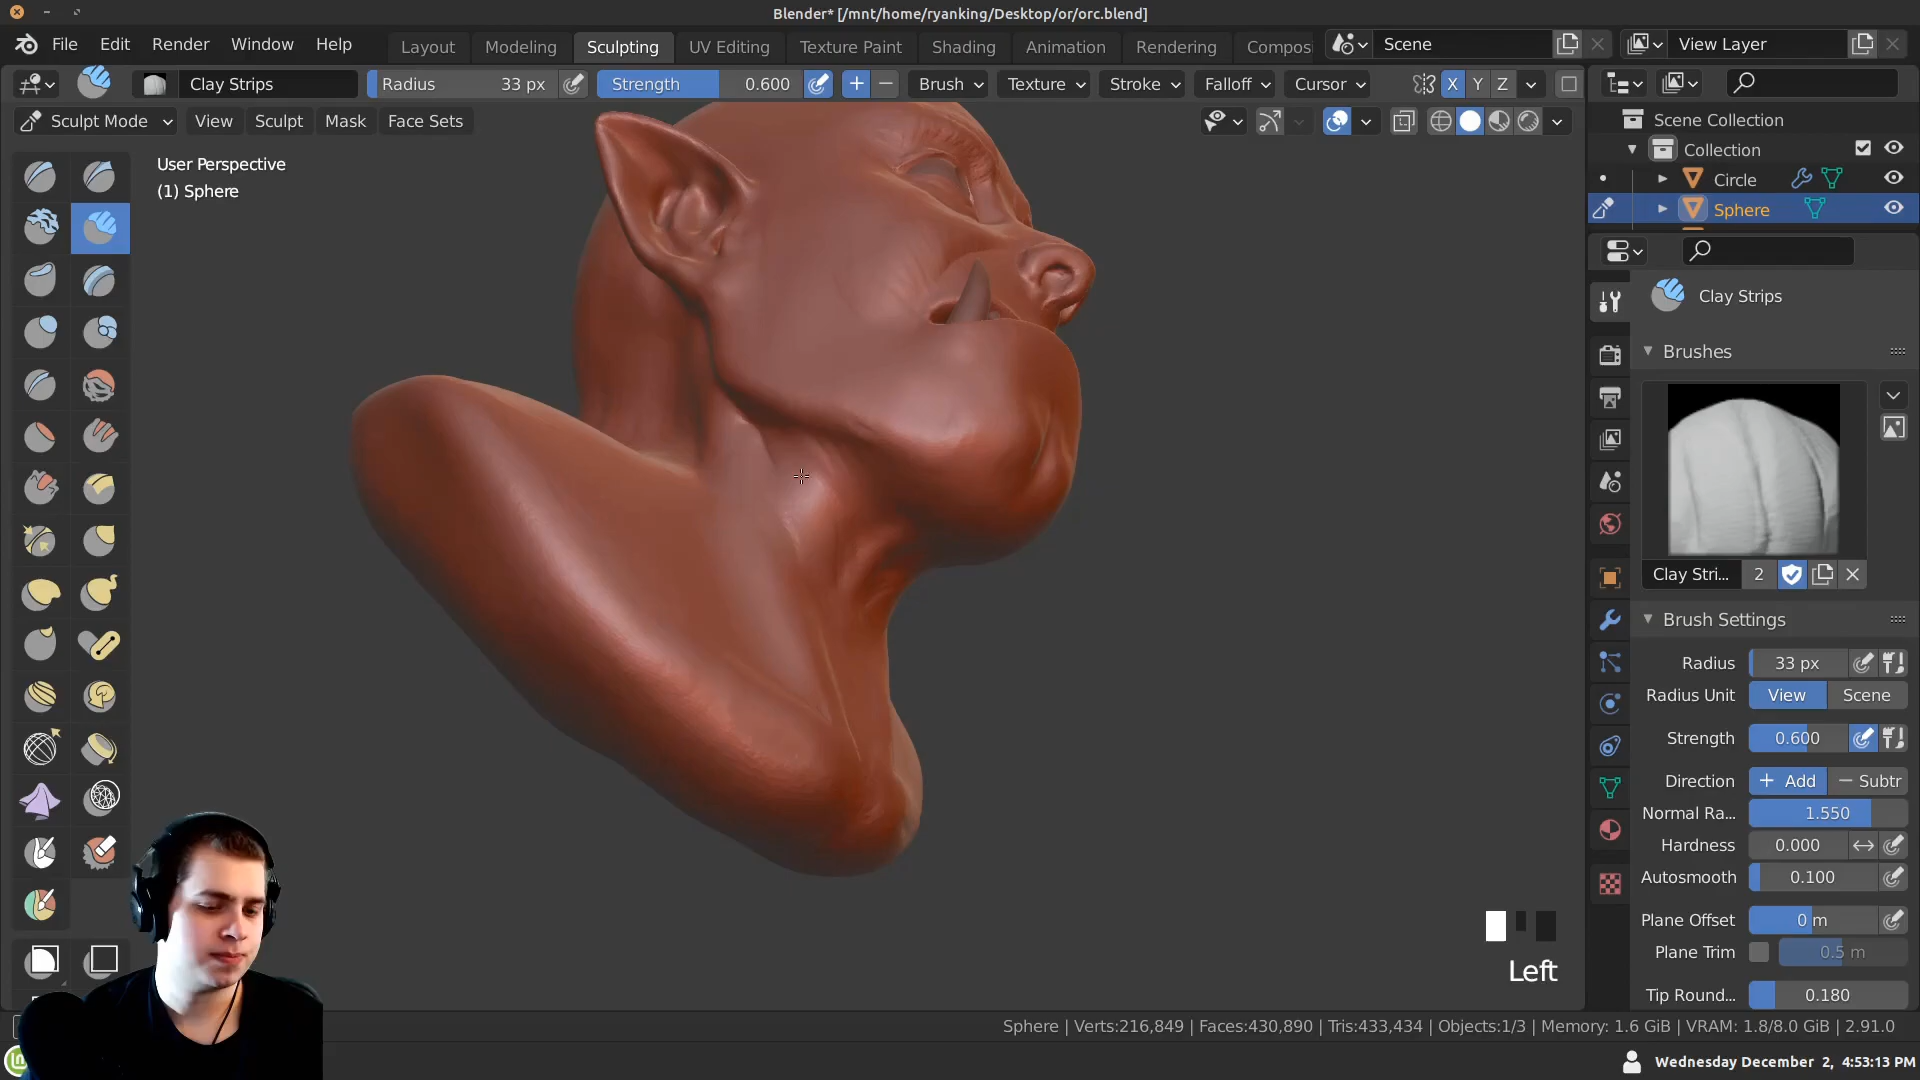 Blender* [/mnt/home/ryanking/Desktop/or/orc.blend]
File Edit Render Window Help
Layout Modeling Sculpting UV Editing Texture Paint Shading Animation Rendering Compos
Scene
View Layer
Clay Strips
Radius 33 px
Strength 0.600
Brush Texture Stroke Falloff Cursor
X Y Z
Sculpt Mode View Sculpt Mask Face Sets
User Perspective
(1) Sphere
Scene Collection
Collection
Circle
Sphere
Clay Strips
Brushes
Clay Stri... 2
Brush Settings
Radius 33 px
Radius Unit View Scene
Strength 0.600
Direction + Add − Subtr
Normal Ra... 1.550
Hardness 0.000
Autosmooth 0.100
Plane Offset 0 m
Plane Trim 0.5 m
Tip Round... 0.180
Left
Sphere | Verts:216,849 | Faces:430,890 | Tris:433,434 | Objects:1/3 | Memory: 1.6 GiB | VRAM: 1.8/8.0 GiB | 2.91.0
Wednesday December 2, 4:53:13 PM